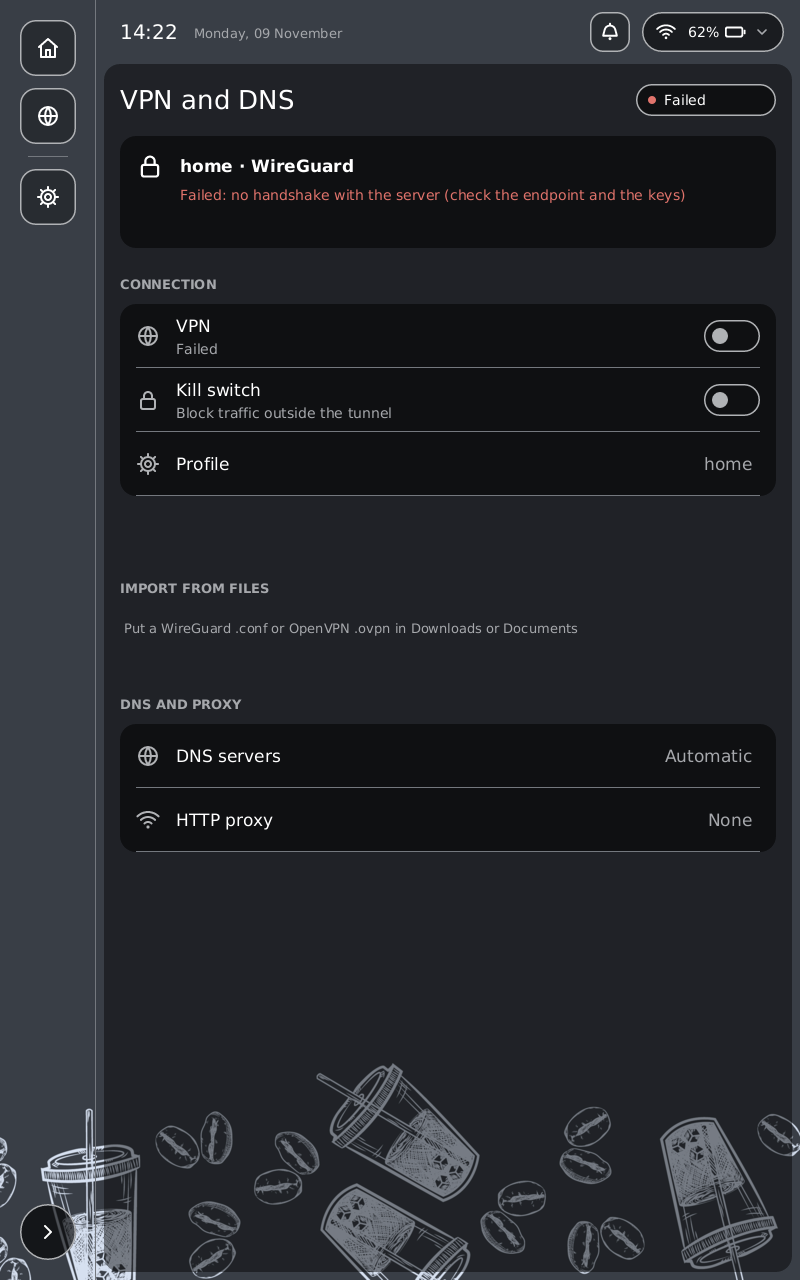 14:22 Monday, 09 November 62%
VPN and DNS
Failed
home · WireGuard
Failed: no handshake with the server (check the endpoint and the keys)
CONNECTION
VPN
Failed
Kill switch
Block traffic outside the tunnel
Profile home
IMPORT FROM FILES
Put a WireGuard .conf or OpenVPN .ovpn in Downloads or Documents
DNS AND PROXY
DNS servers Automatic
HTTP proxy None